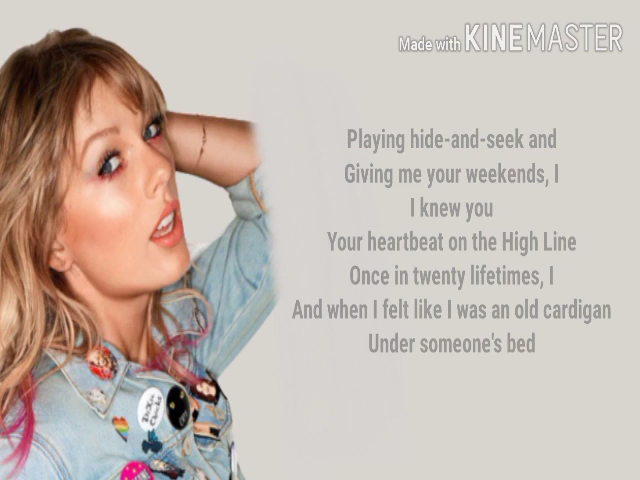 Made with KINEMASTER
Playing hide-and-seek and
Giving me your weekends, I
I knew you
Your heartbeat on the High Line
Once in twenty lifetimes, I
And when I felt like I was an old cardigan
Under someone's bed